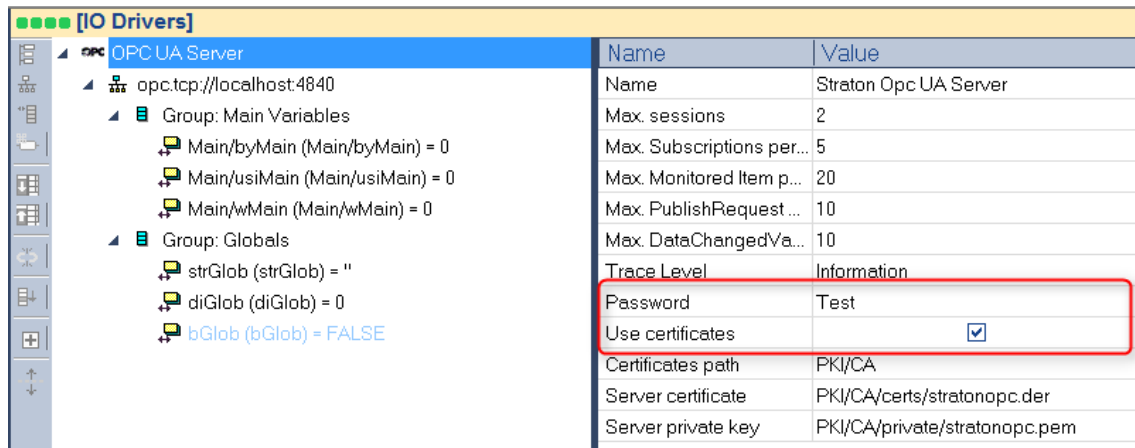 [IO Drivers]
OPC OPC UA Server
opc.tcp://localhost:4840
Group: Main Variables
Main/byMain (Main/byMain) = 0
Main/usiMain (Main/usiMain) = 0
Main/wMain (Main/wMain) = 0
Group: Globals
strGlob (strGlob) = ''
diGlob (diGlob) = 0
bGlob (bGlob) = FALSE
Name Value
Name Straton Opc UA Server
Max. sessions 2
Max. Subscriptions per... 5
Max. Monitored Item p... 20
Max. PublishRequest ... 10
Max. DataChangedVa... 10
Trace Level Information
Password Test
Use certificates
Certificates path PKI/CA
Server certificate PKI/CA/certs/stratonopc.der
Server private key PKI/CA/private/stratonopc.pem